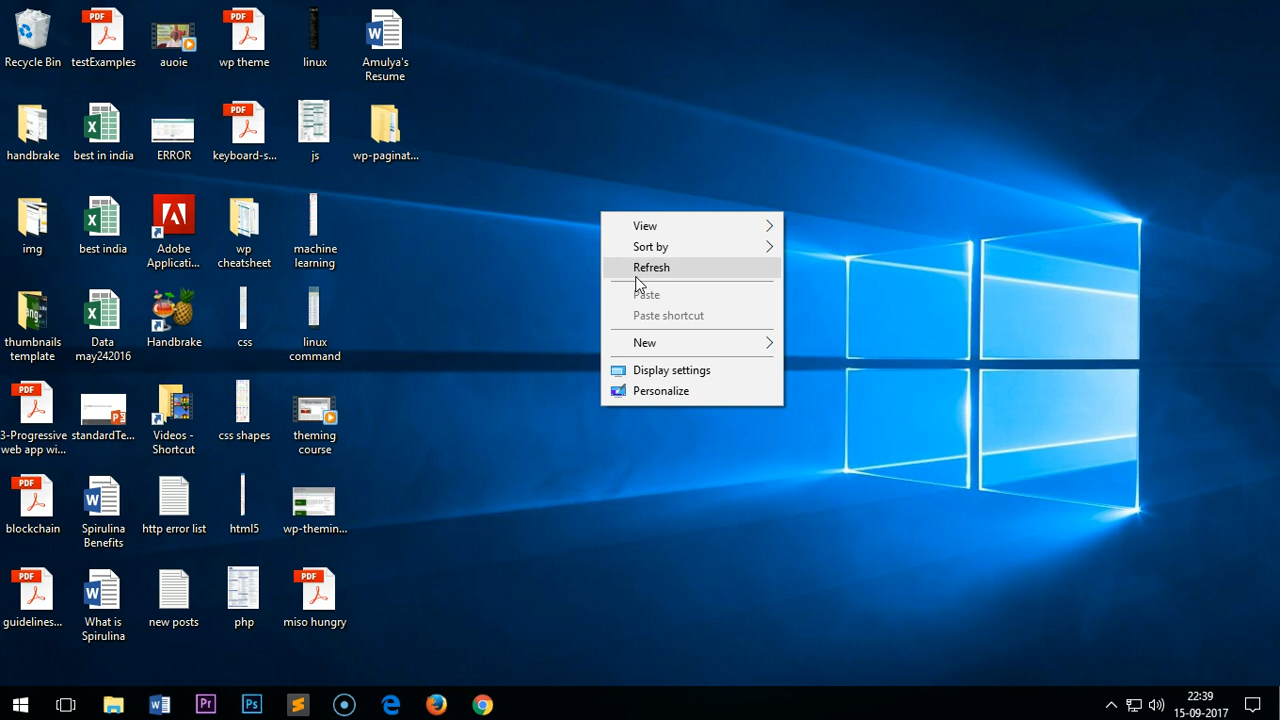 Recycle Bin
testExamples
auoie
wp theme
linux
Amulya's
Resume
handbrake
best in india
ERROR
keyboard-s...
js
wp-paginat...
img
best india
Adobe
Applicati...
wp
cheatsheet
machine
learning
thumbnails
template
Data
may242016
Handbrake
css
linux
command
3-Progressive
web app wi...
standardTe...
Videos -
Shortcut
css shapes
theming
course
blockchain
Spirulina
Benefits
http error list
html5
wp-themin...
guidelines...
What is
Spirulina
new posts
php
miso hungry
View
Sort by
Refresh
Paste
Paste shortcut
New
Display settings
Personalize
22:39
15-09-2017